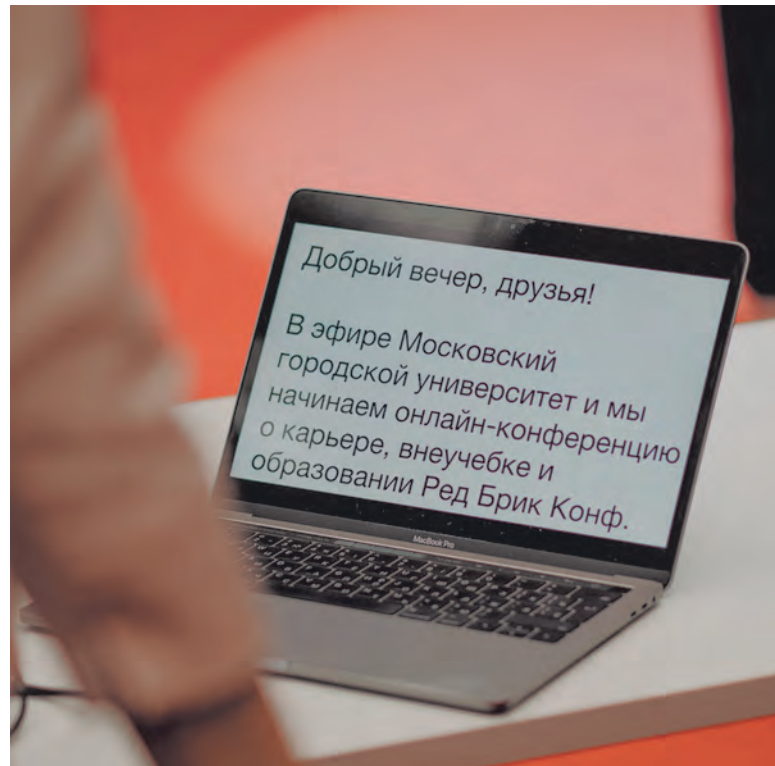 Добрый вечер, друзья!
В эфире Московский
городской университет и мы
начинаем онлайн-конференцию
о карьере, внеучебке и
образовании Ред Брик Конф.
MacBook Pro